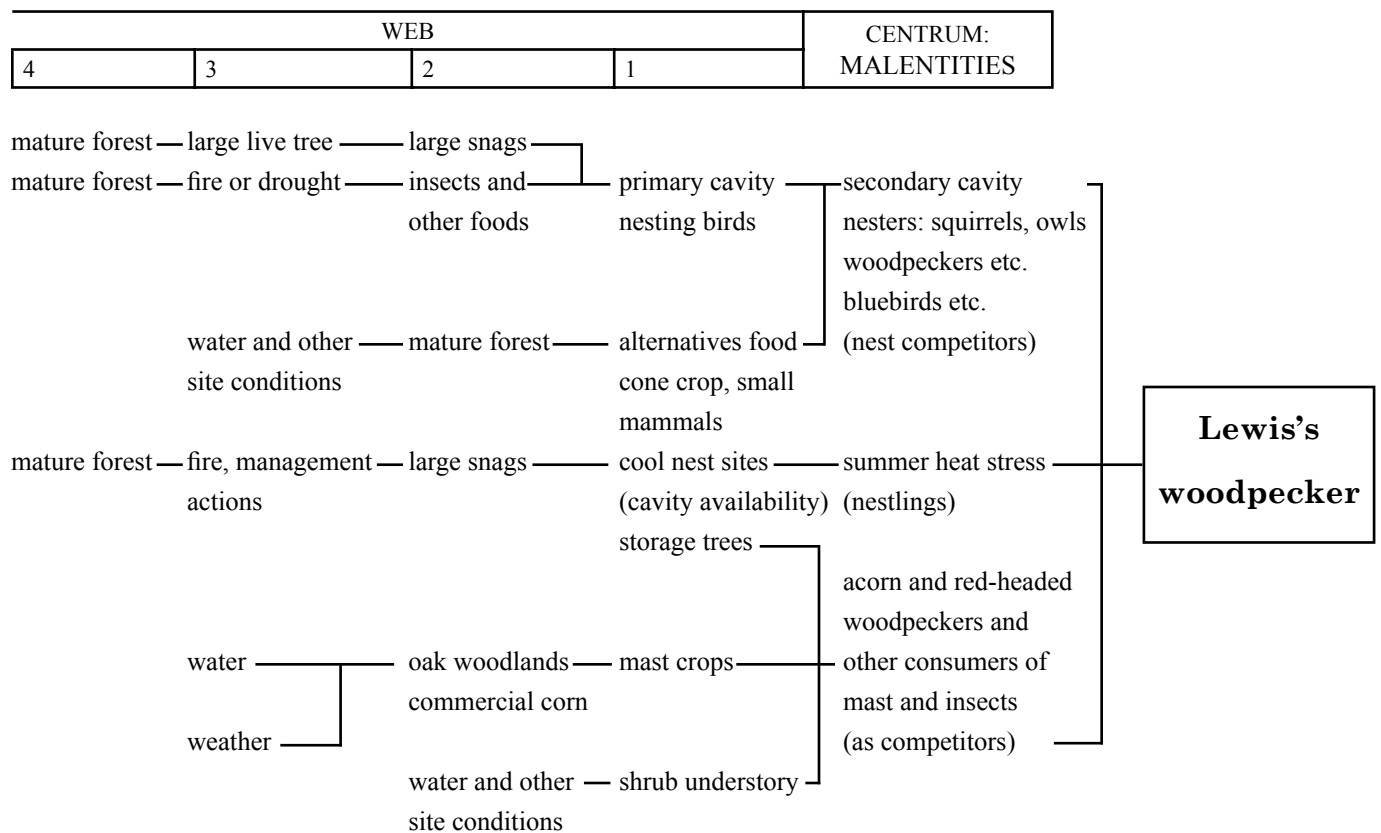 WEB
CENTRUM:
MALENTITIES
4 3 2 1
mature forest large live tree large snags
mature forest fire or drought insects and primary cavity secondary cavity
other foods nesting birds nesters: squirrels, owls
woodpeckers etc.
bluebirds etc.
water and other mature forest alternatives food (nest competitors)
site conditions cone crop, small
mammals
mature forest fire, management large snags cool nest sites summer heat stress
actions (cavity availability) (nestlings)
storage trees
acorn and red-headed
woodpeckers and
water oak woodlands mast crops other consumers of
commercial corn mast and insects
weather (as competitors)
water and other shrub understory
site conditions
Lewis's
woodpecker